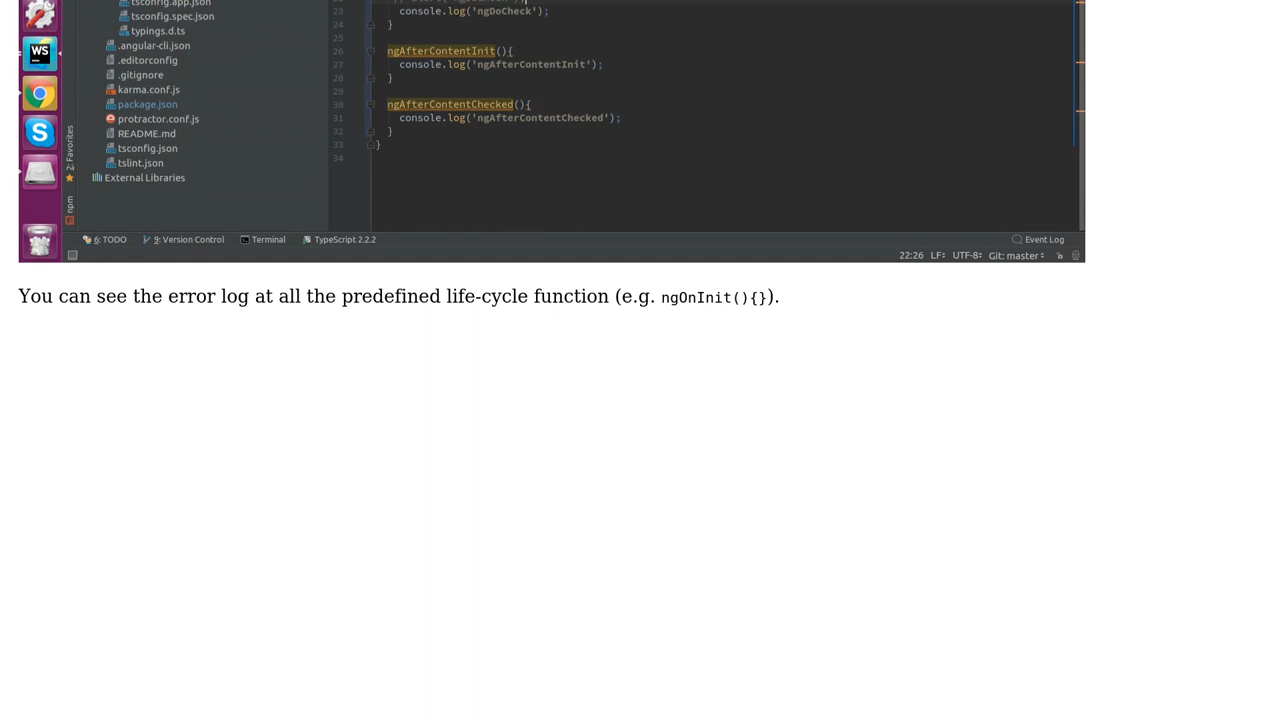 tsconfig.app.json
tsconfig.spec.json
typings.d.ts
.angular-cli.json
.editorconfig
.gitignore
karma.conf.js
package.json
protractor.conf.js
README.md
tsconfig.json
tslint.json
External Libraries
2: Favorites
npm
WS
23 console.log('ngDoCheck');
24 }
25
26 ngAfterContentInit(){
27 console.log('ngAfterContentInit');
28 }
29
30 ngAfterContentChecked(){
31 console.log('ngAfterContentChecked');
32 }
33 }
34
6: TODO 9: Version Control Terminal TypeScript 2.2.2 Event Log
22:26 LF÷ UTF-8÷ Git: master÷
You can see the error log at all the predefined life-cycle function (e.g. ngOnInit(){}).